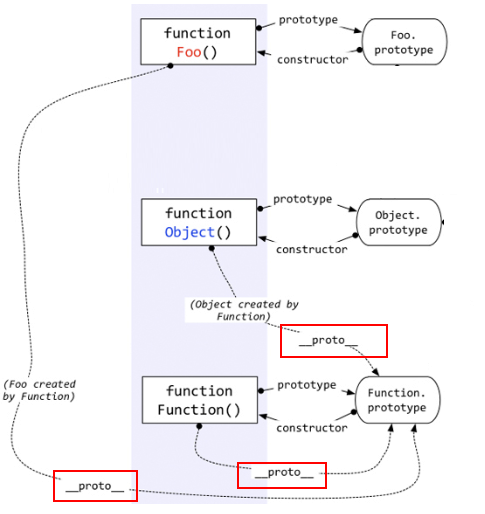 function
Foo()
prototype
constructor
Foo.
prototype
function
Object()
prototype
constructor
Object.
prototype
(Object created by
Function)
__proto__
(Foo created
by Function)
function
Function()
prototype
constructor
Function.
prototype
__proto__
__proto__